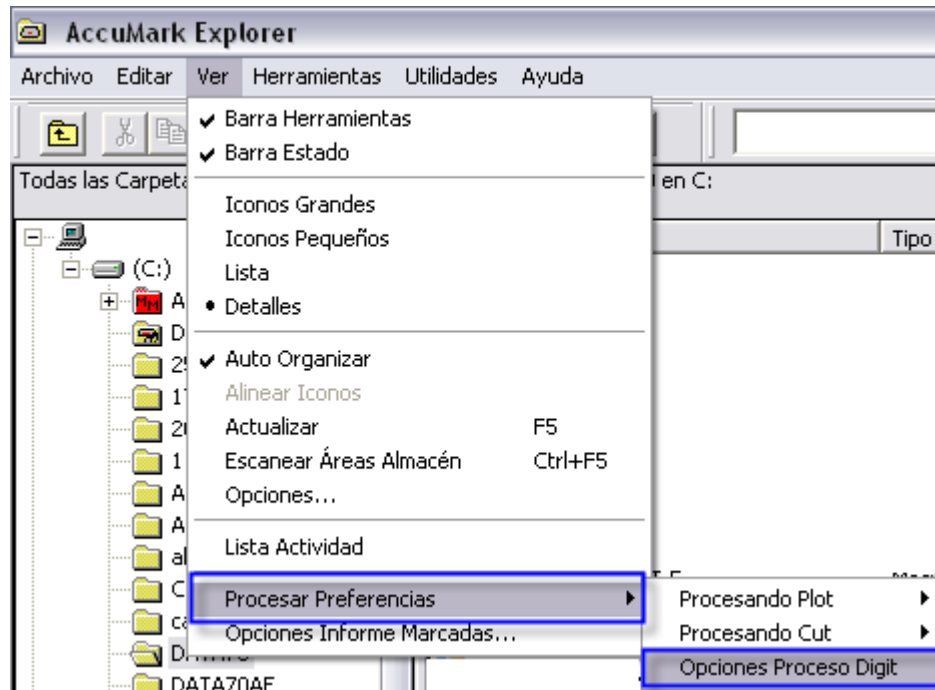 AccuMark Explorer
Archivo Editar Ver Herramientas Utilidades Ayuda
Barra Herramientas
Barra Estado
Todas las en C:
Iconos Grandes
Iconos Pequeños
Tipo
(C:)
Lista
Detalles
Auto Organizar
Alinear Iconos
Actualizar F5
Escanear Áreas Almacén Ctrl+F5
Opciones...
Lista Actividad
Procesar Preferencias
Procesando Plot
Opciones Informe Marcadas...
Procesando Cut
Opciones Proceso Digit
DATA70AE